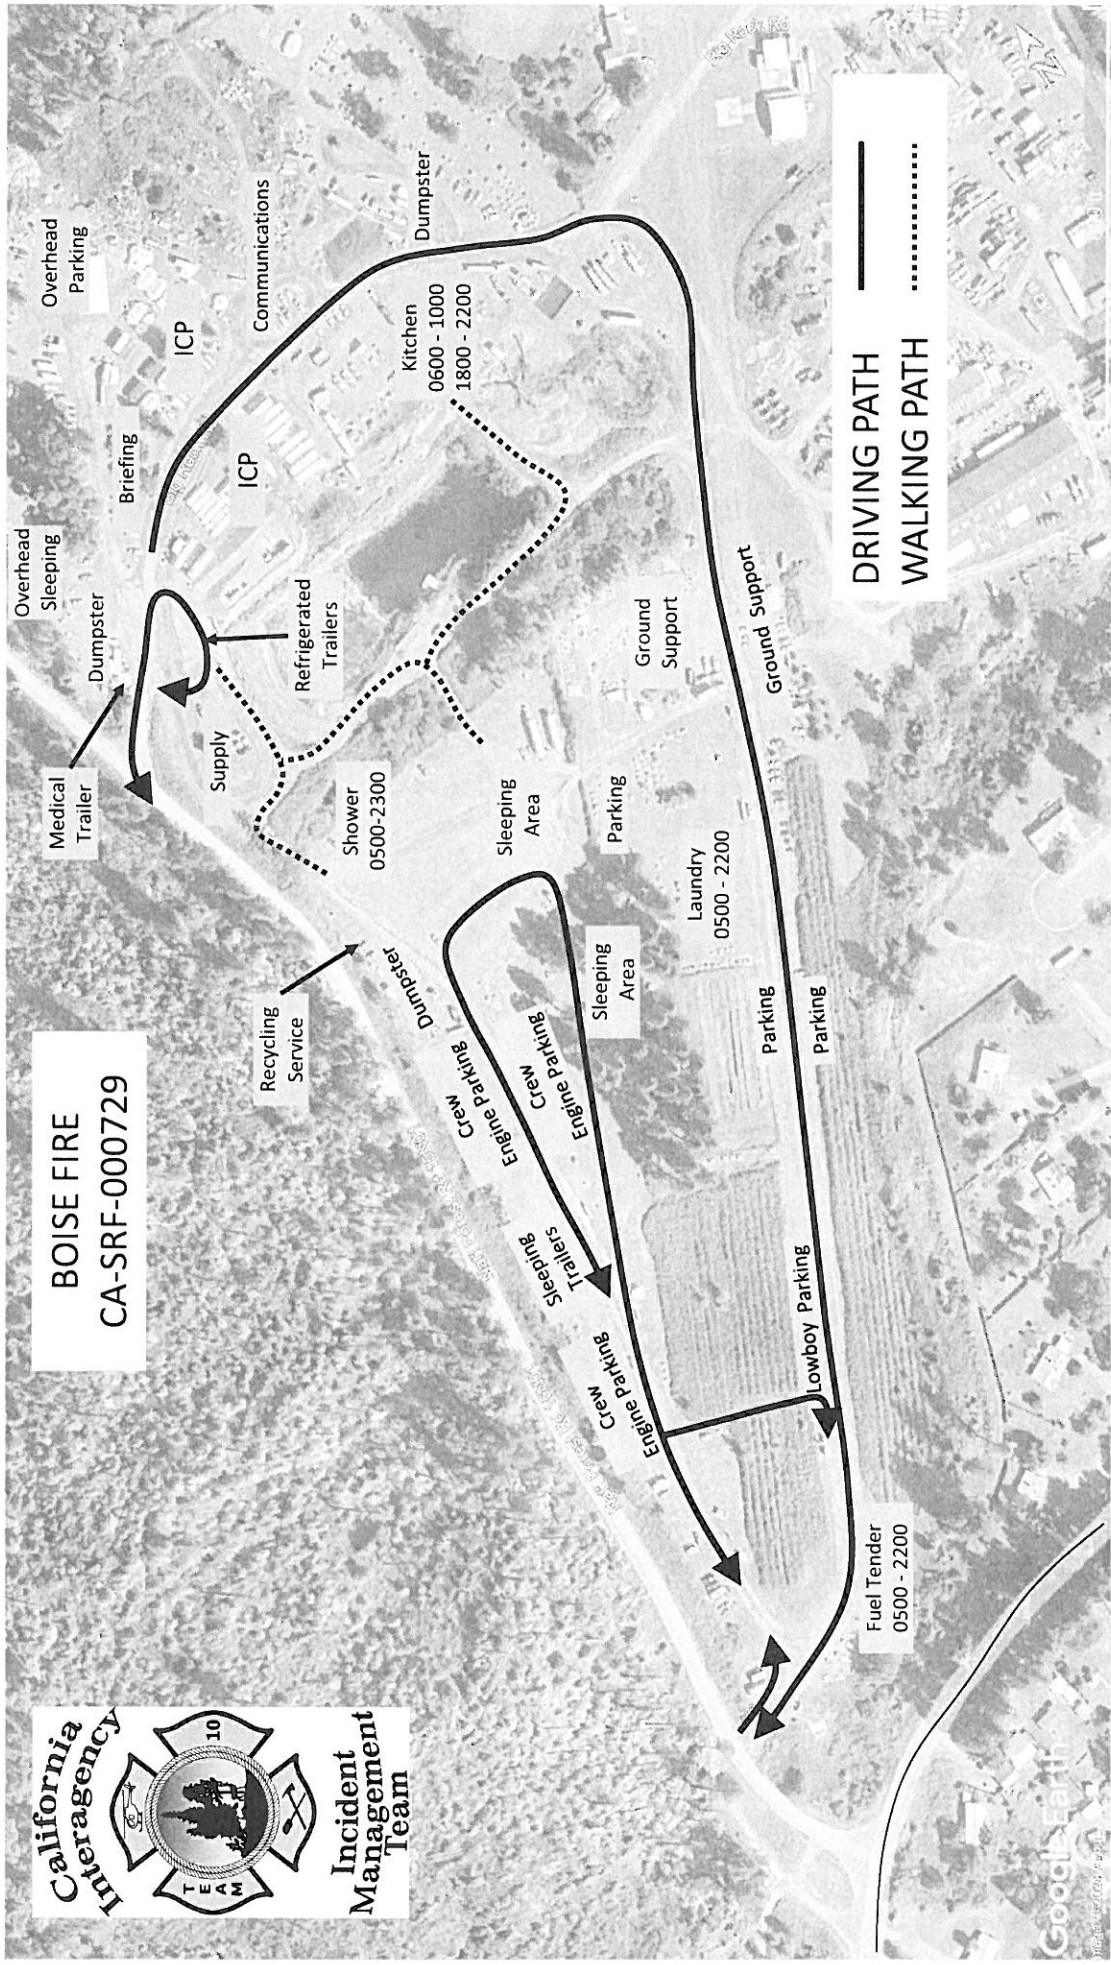 California
Interagency
TEAM
10
Incident
Management
Team
BOISE FIRE
CA-SRF-000729
Medical
Trailer
Overhead
Sleeping
Dumpster
Briefing
Overhead
Parking
ICP
Communications
ICP
Dumpster
Kitchen
0600 - 1000
1800 - 2200
Refrigerated
Trailers
Supply
Shower
0500-2300
Recycling
Service
Dumpster
Crew
Engine Parking
Crew
Engine Parking
Sleeping
Area
Sleeping
Area
Parking
Ground
Support
Ground Support
Laundry
0500 - 2200
Parking
Parking
Sleeping
Trailers
Crew
Engine Parking
Lowboy Parking
Fuel Tender
0500 - 2200
DRIVING PATH
WALKING PATH
N
Google Earth